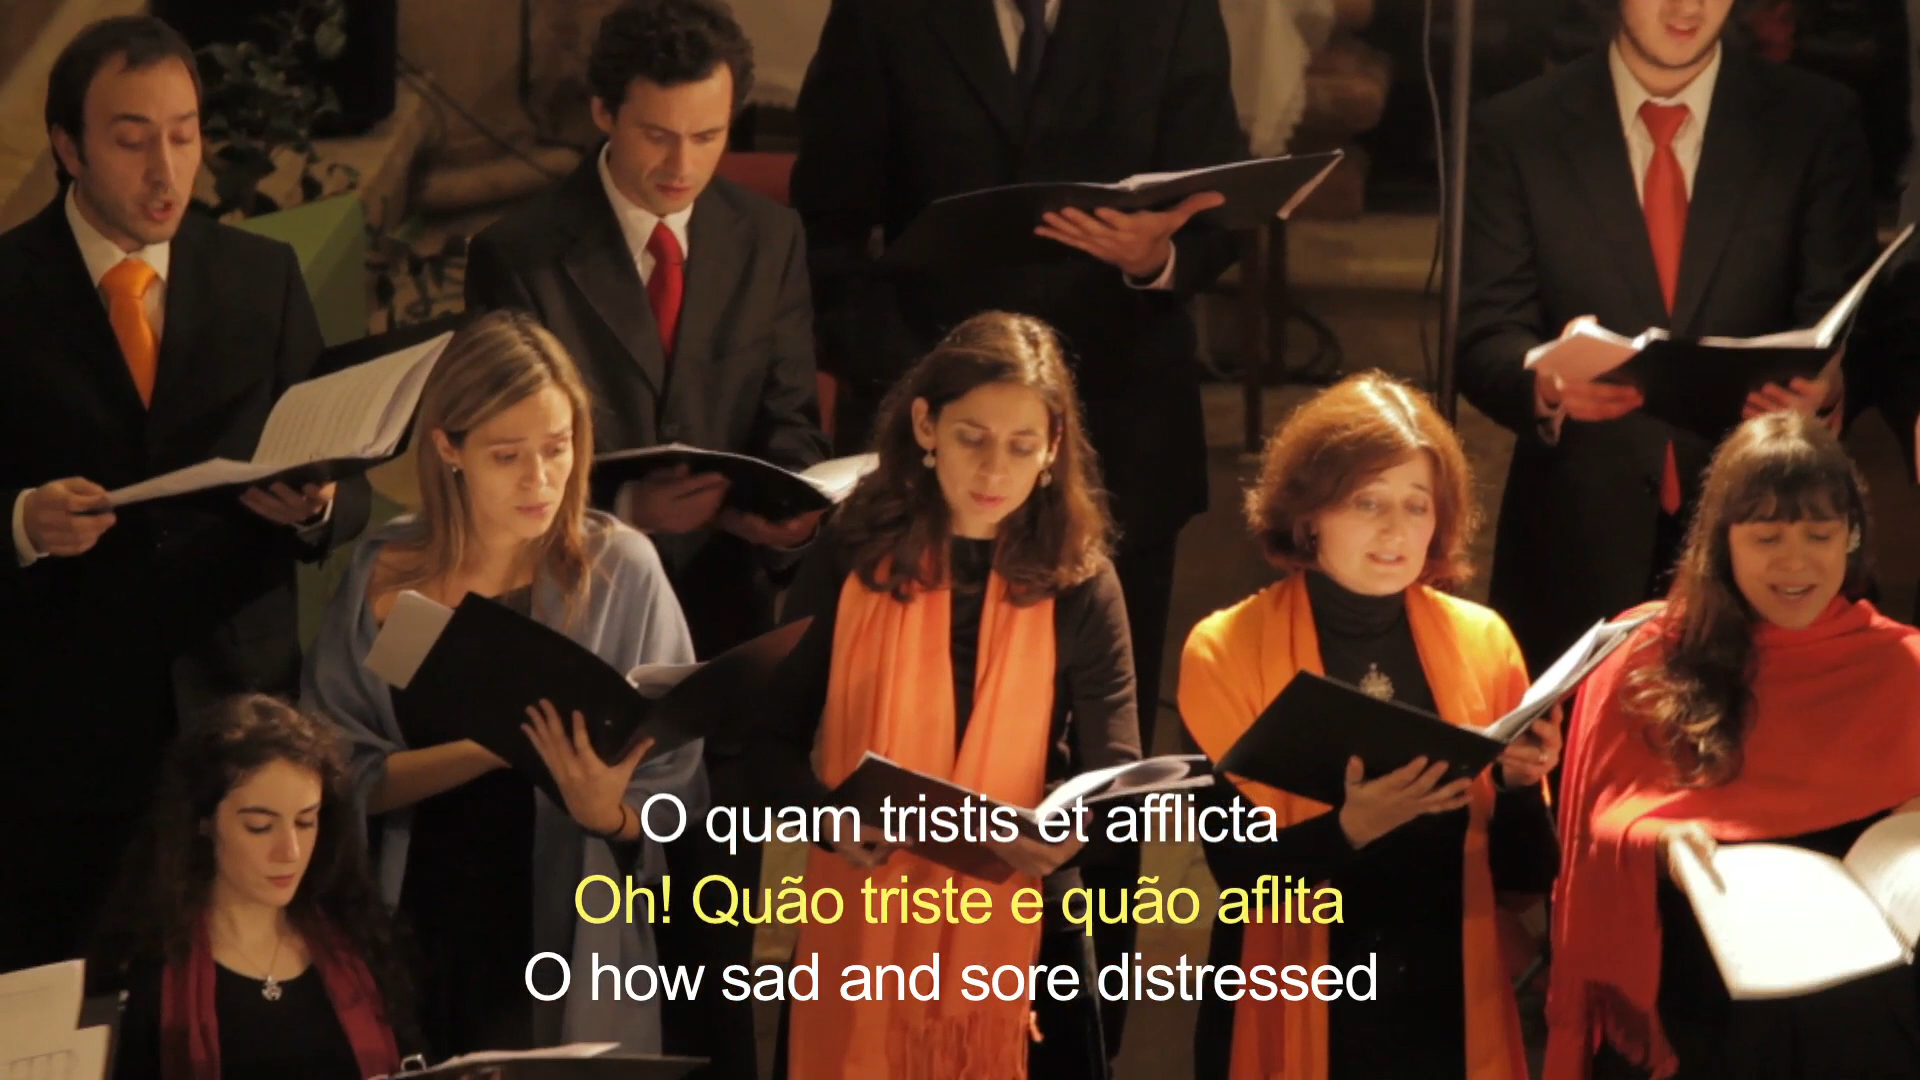 O quam tristis et afflicta
Oh! Quão triste e quão aflita
O how sad and sore distressed